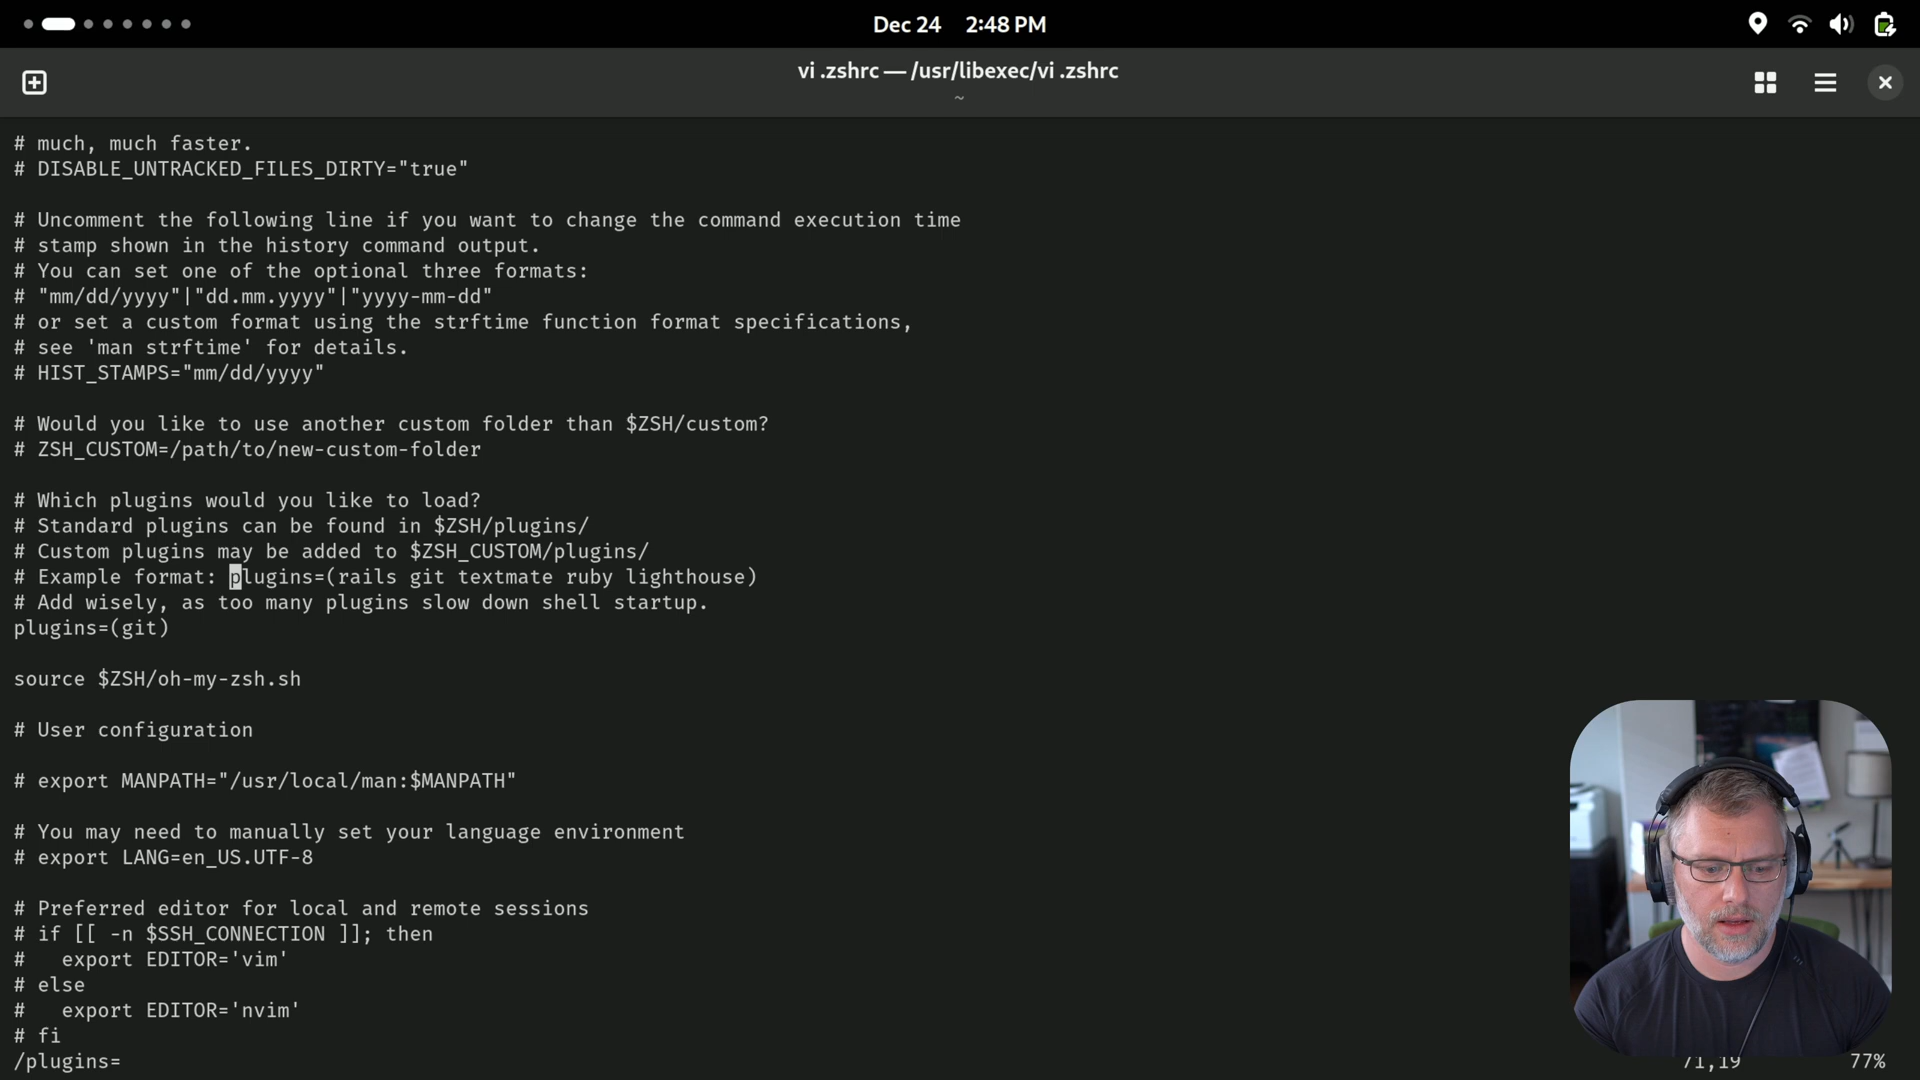 Dec 24 2:48 PM
vi .zshrc — /usr/libexec/vi .zshrc
~
# much, much faster.
# DISABLE_UNTRACKED_FILES_DIRTY="true"
# Uncomment the following line if you want to change the command execution time
# stamp shown in the history command output.
# You can set one of the optional three formats:
# "mm/dd/yyyy"|"dd.mm.yyyy"|"yyyy-mm-dd"
# or set a custom format using the strftime function format specifications,
# see 'man strftime' for details.
# HIST_STAMPS="mm/dd/yyyy"
# Would you like to use another custom folder than $ZSH/custom?
# ZSH_CUSTOM=/path/to/new-custom-folder
# Which plugins would you like to load?
# Standard plugins can be found in $ZSH/plugins/
# Custom plugins may be added to $ZSH_CUSTOM/plugins/
# Example format: plugins=(rails git textmate ruby lighthouse)
# Add wisely, as too many plugins slow down shell startup.
plugins=(git)
source $ZSH/oh-my-zsh.sh
# User configuration
# export MANPATH="/usr/local/man:$MANPATH"
# You may need to manually set your language environment
# export LANG=en_US.UTF-8
# Preferred editor for local and remote sessions
# if [[ -n $SSH_CONNECTION ]]; then
#   export EDITOR='vim'
# else
#   export EDITOR='nvim'
# fi
/plugins= 71,19 77%